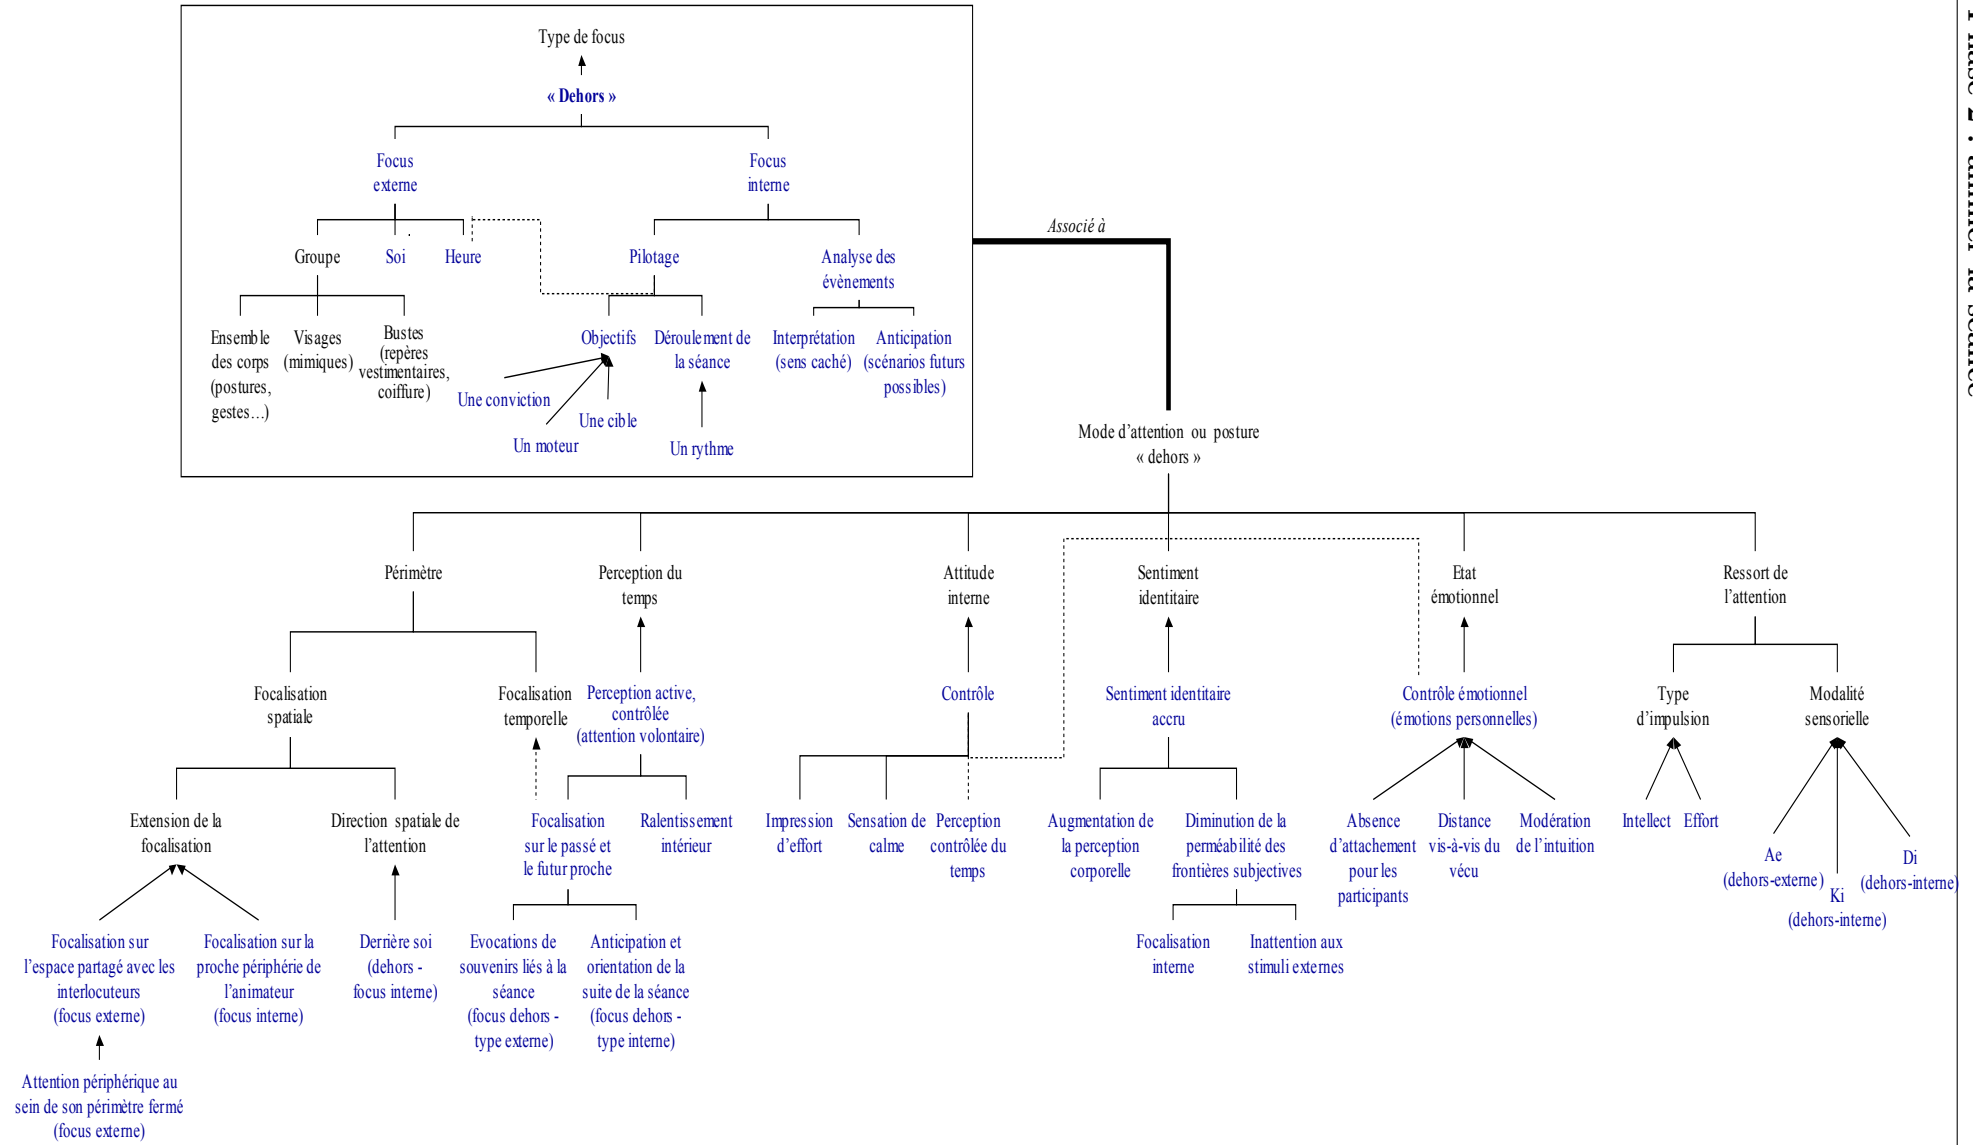 Type de focus
« Dehors »
Focus
externe
Focus
interne
Groupe
Soi
Heure
Pilotage
Analyse des
évènements
Ensemble
des corps
(postures,
gestes…)
Visages
(mimiques)
Bustes
(repères
vestimentaires,
coiffure)
Objectifs
Déroulement de
la séance
Interprétation
(sens caché)
Anticipation
(scénarios futurs
possibles)
Une conviction
Un moteur
Une cible
Un rythme
Associé à
Mode d’attention ou posture
« dehors »
Périmètre
Perception du
temps
Attitude
interne
Sentiment
identitaire
Etat
émotionnel
Ressort de
l’attention
Focalisation
spatiale
Focalisation
temporelle
Perception active,
contrôlée
(attention volontaire)
Contrôle
Sentiment identitaire
accru
Contrôle émotionnel
(émotions personnelles)
Type
d’impulsion
Modalité
sensorielle
Extension de la
focalisation
Direction spatiale de
l’attention
Focalisation
sur le passé et
le futur proche
Ralentissement
intérieur
Impression
d’effort
Sensation de
calme
Perception
contrôlée du
temps
Augmentation de
la perception
corporelle
Diminution de la
perméabilité des
frontières subjectives
Absence
d’attachement
pour les
participants
Distance
vis-à-vis du
vécu
Modération
de l’intuition
Intellect
Effort
Ae
(dehors-externe)
Ki
(dehors-interne)
Di
(dehors-interne)
Focalisation sur
l’espace partagé avec les
interlocuteurs
(focus externe)
Focalisation sur la
proche périphérie de
l’animateur
(focus interne)
Derrière soi
(dehors -
focus interne)
Evocations de
souvenirs liés à la
séance
(focus dehors -
type externe)
Anticipation et
orientation de la
suite de la séance
(focus dehors -
type interne)
Focalisation
interne
Inattention aux
stimuli externes
Attention périphérique au
sein de son périmètre fermé
(focus externe)
Phase 2 : animer la séance